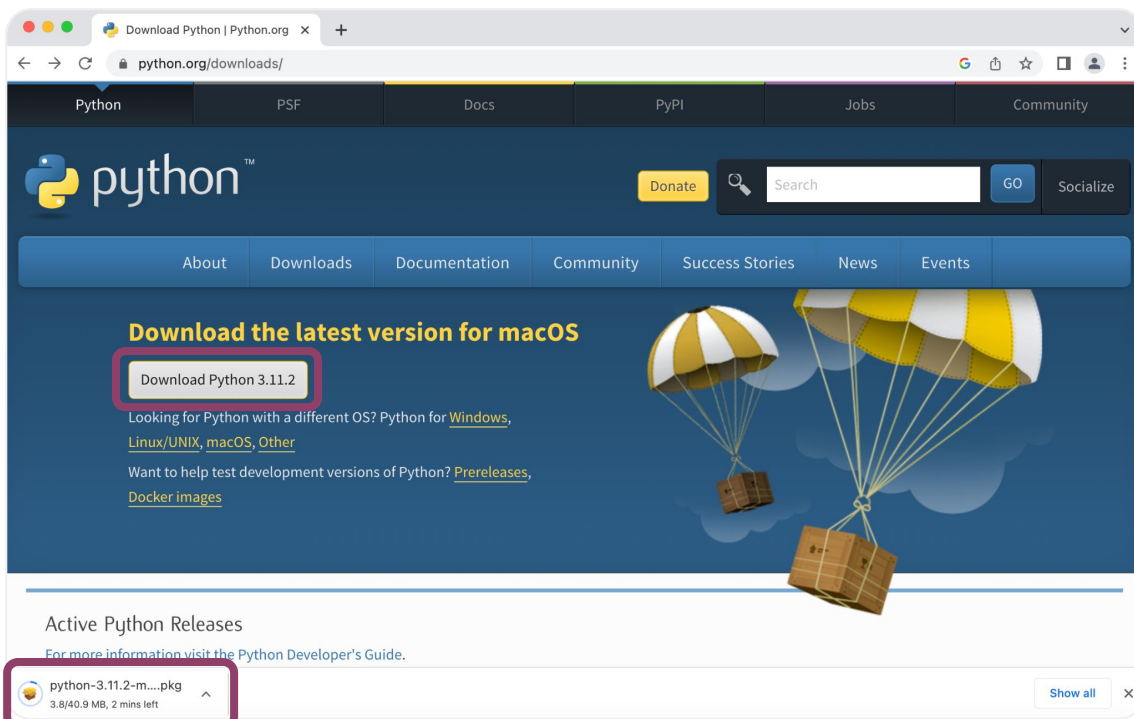 Download Python | Python.org
python.org/downloads/
Python PSF Docs PyPI Jobs Community
python™
Donate Search GO Socialize
About Downloads Documentation Community Success Stories News Events
Download the latest version for macOS
Download Python 3.11.2
Looking for Python with a different OS? Python for Windows,
Linux/UNIX, macOS, Other
Want to help test development versions of Python? Prereleases,
Docker images
Active Python Releases
For more information visit the Python Developer's Guide.
python-3.11.2-m....pkg
3.8/40.9 MB, 2 mins left
Show all